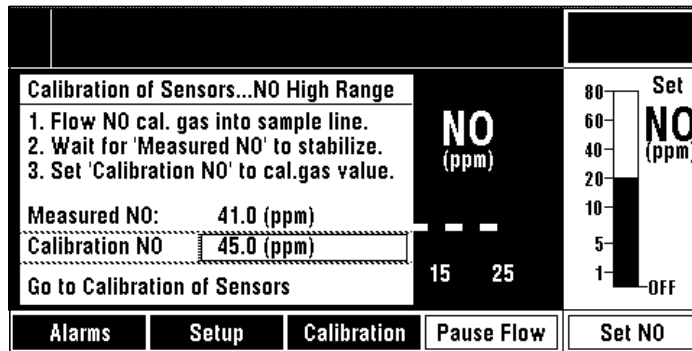 Calibration of Sensors...NO High Range
1. Flow NO cal. gas into sample line.
2. Wait for 'Measured NO' to stabilize.
3. Set 'Calibration NO' to cal.gas value.
Measured NO: 41.0 (ppm)
Calibration NO 45.0 (ppm)
Go to Calibration of Sensors
NO
(ppm)
- - -
15 25
Set
NO
(ppm)
80
60
40
20
10
5
1
OFF
Alarms Setup Calibration Pause Flow Set NO